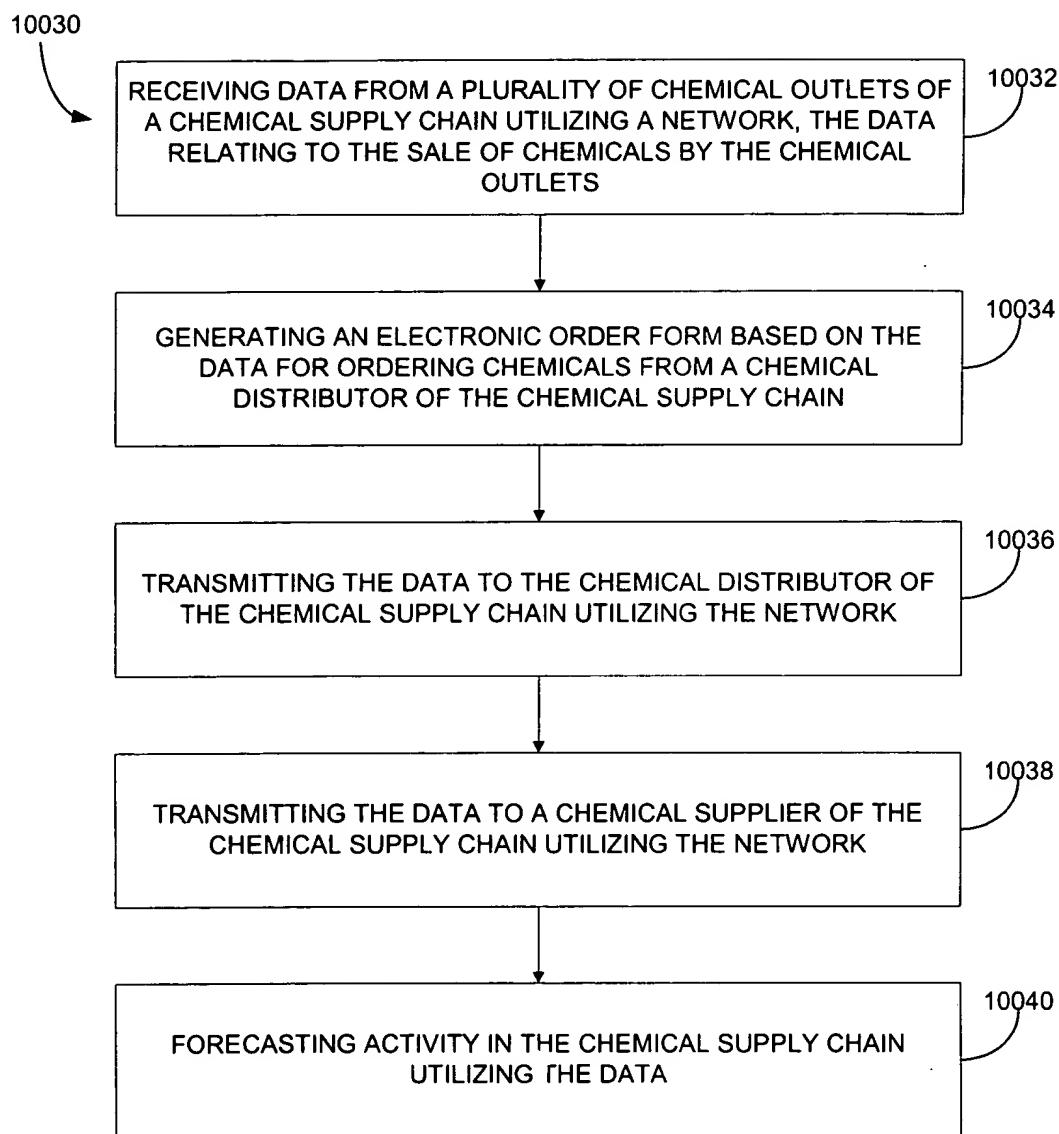 10030
RECEIVING DATA FROM A PLURALITY OF CHEMICAL OUTLETS OF
A CHEMICAL SUPPLY CHAIN UTILIZING A NETWORK, THE DATA
RELATING TO THE SALE OF CHEMICALS BY THE CHEMICAL
OUTLETS
10032
GENERATING AN ELECTRONIC ORDER FORM BASED ON THE
DATA FOR ORDERING CHEMICALS FROM A CHEMICAL
DISTRIBUTOR OF THE CHEMICAL SUPPLY CHAIN
10034
TRANSMITTING THE DATA TO THE CHEMICAL DISTRIBUTOR OF
THE CHEMICAL SUPPLY CHAIN UTILIZING THE NETWORK
10036
TRANSMITTING THE DATA TO A CHEMICAL SUPPLIER OF THE
CHEMICAL SUPPLY CHAIN UTILIZING THE NETWORK
10038
FORECASTING ACTIVITY IN THE CHEMICAL SUPPLY CHAIN
UTILIZING THE DATA
10040